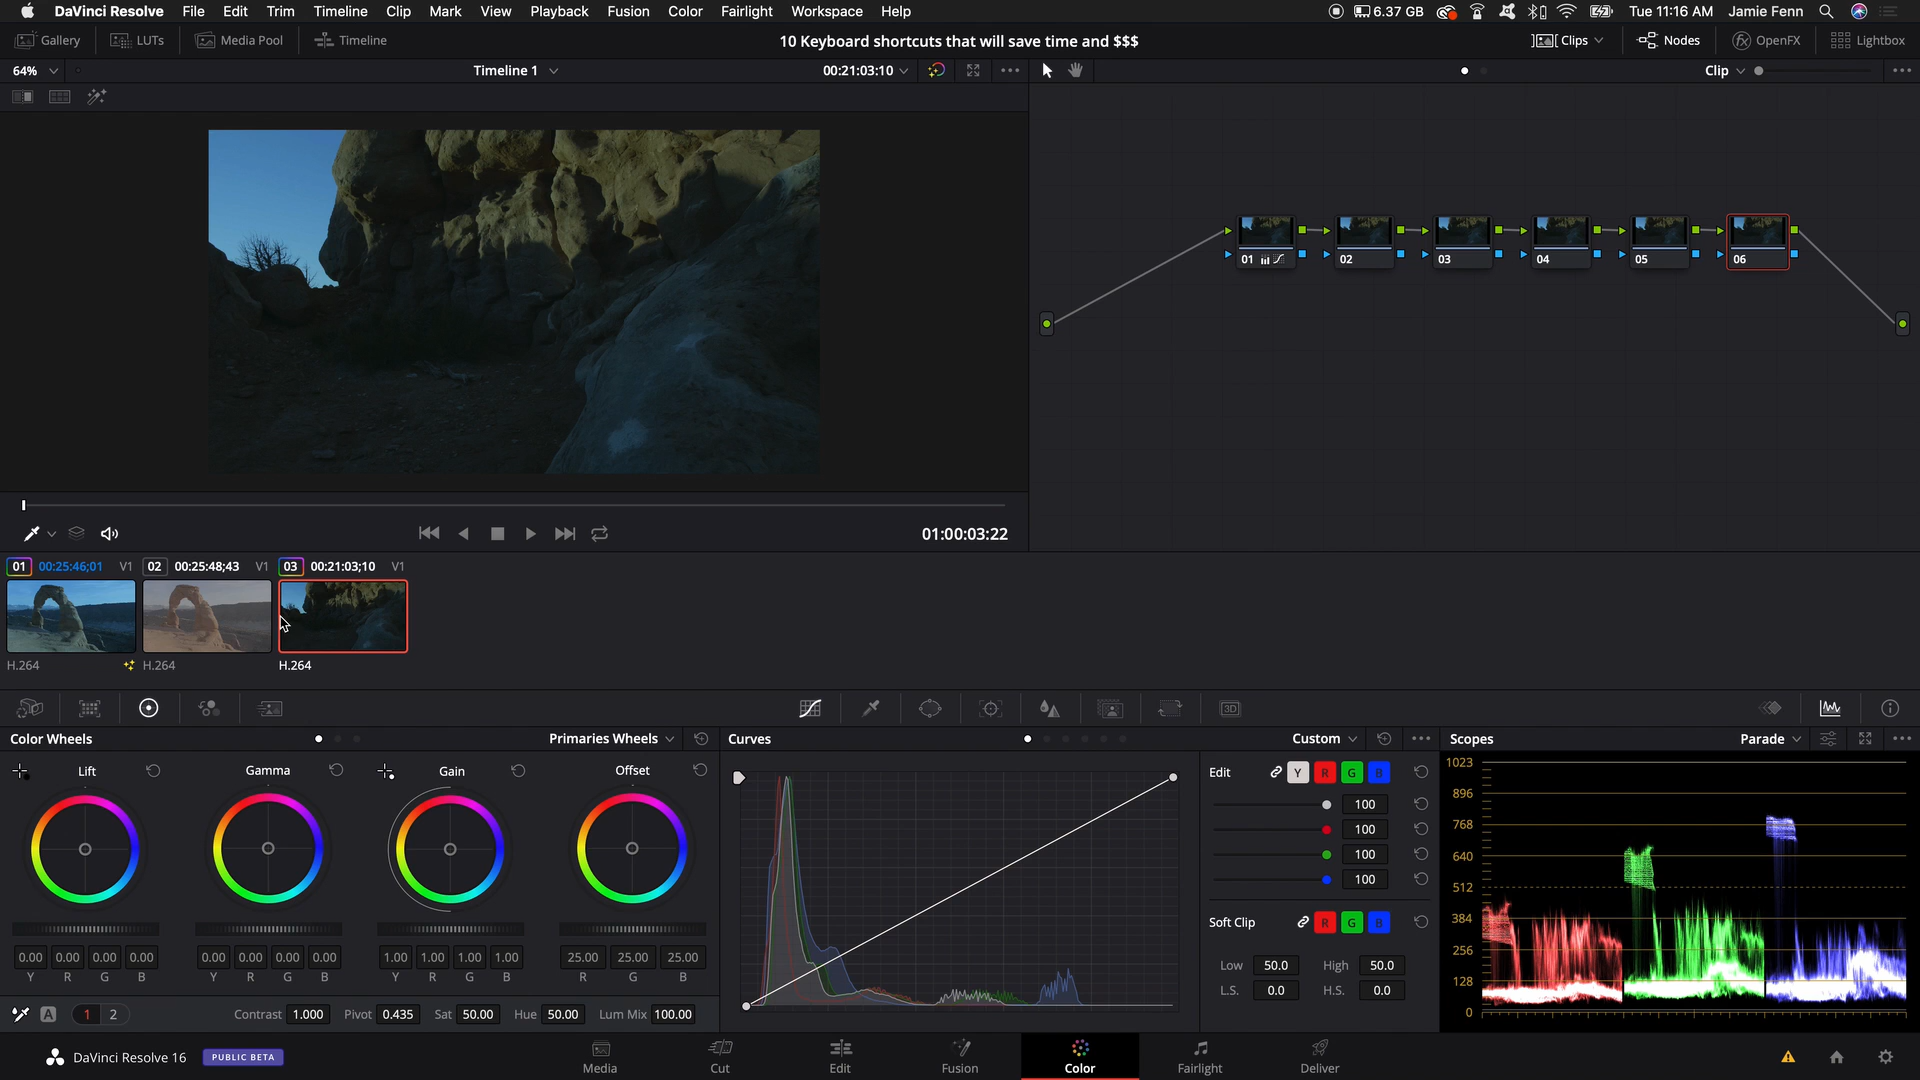 DaVinci Resolve File Edit Trim Timeline Clip Mark View Playback Fusion Color Fairlight Workspace Help 6.37 GB Tue 11:16 AM Jamie Fenn
Gallery LUTs Media Pool Timeline 10 Keyboard shortcuts that will save time and $$$ Clips Nodes OpenFX Lightbox
64% Timeline 1 00:21:03:10 Clip
01 02 03 04 05 06
01:00:03:22
01 00:25:46;01 V1 02 00:25:48;43 V1 03 00:21:03;10 V1
H.264 H.264 H.264
3D
Color Wheels Primaries Wheels Curves Custom Scopes Parade
Lift Gamma Gain Offset
Edit Y R G B
100
100
100
100
Soft Clip R G B
Low 50.0 High 50.0
L.S. 0.0 H.S. 0.0
1023
896
768
640
512
384
256
128
0
0.00 0.00 0.00 0.00 0.00 0.00 0.00 0.00 1.00 1.00 1.00 1.00 25.00 25.00 25.00
Y R G B Y R G B Y R G B R G B
A 1 2 Contrast 1.000 Pivot 0.435 Sat 50.00 Hue 50.00 Lum Mix 100.00
DaVinci Resolve 16 PUBLIC BETA Media Cut Edit Fusion Color Fairlight Deliver